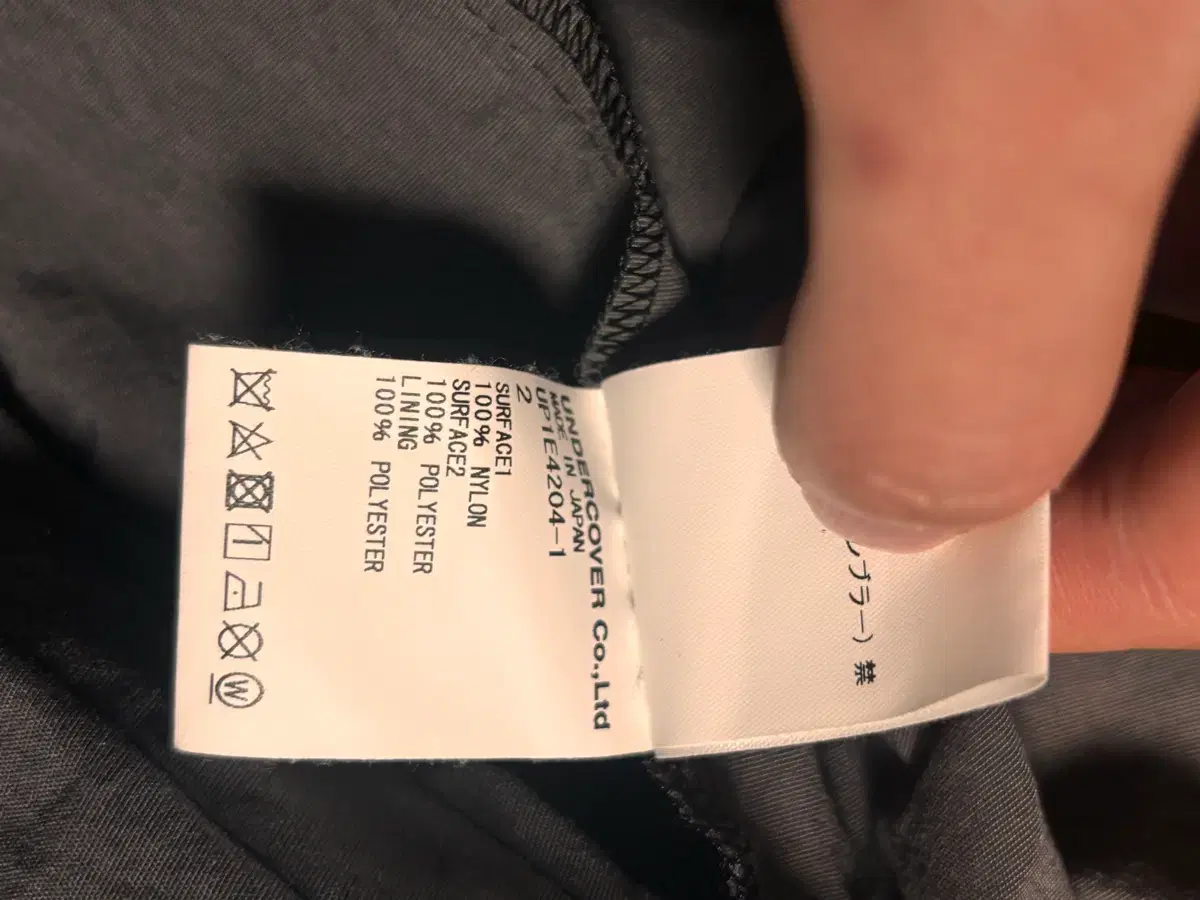 UNDERCOVER Co.,Ltd
MADE IN JAPAN
UP1E4204-1
2
SURFACE1
100% NYLON
SURFACE2
100% POLYESTER
LINING
100% POLYESTER
W
ブラー) 禁